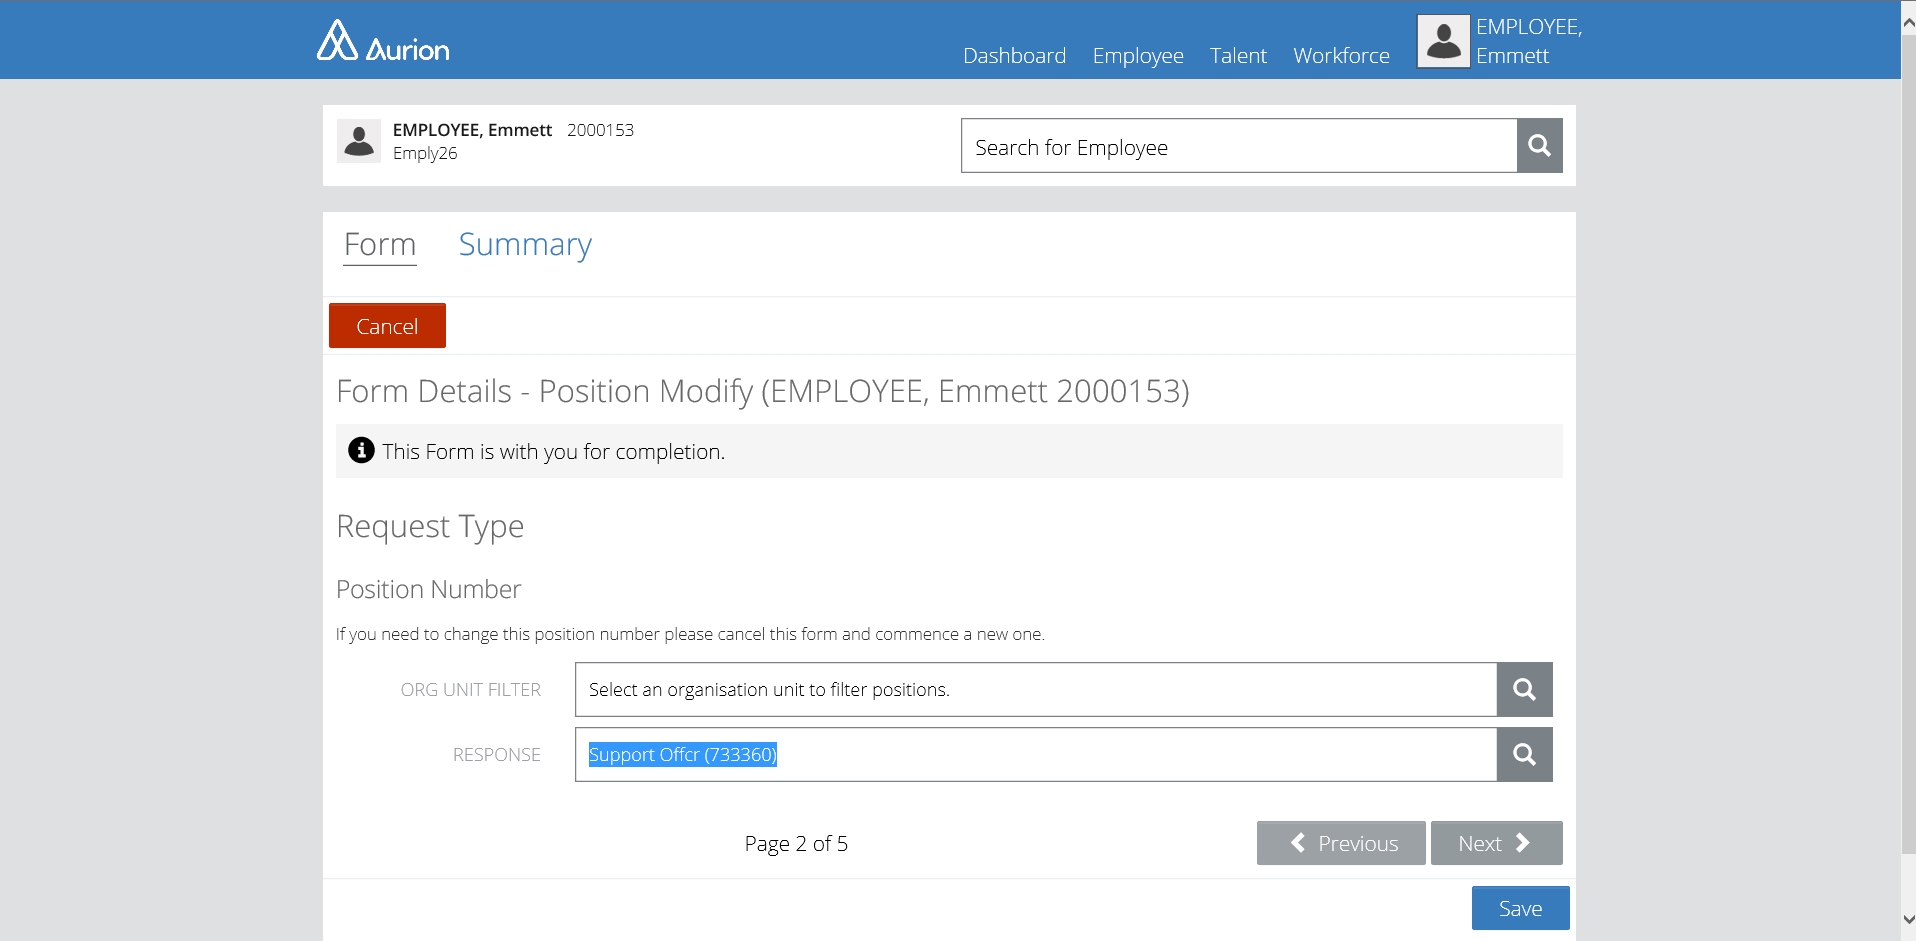 Aurion
Dashboard Employee Talent Workforce
EMPLOYEE,
Emmett
EMPLOYEE, Emmett 2000153
Emply26
Search for Employee
Form Summary
Cancel
Form Details - Position Modify (EMPLOYEE, Emmett 2000153)
This Form is with you for completion.
Request Type
Position Number
If you need to change this position number please cancel this form and commence a new one.
ORG UNIT FILTER Select an organisation unit to filter positions.
RESPONSE Support Offcr (733360)
Page 2 of 5 Previous Next
Save